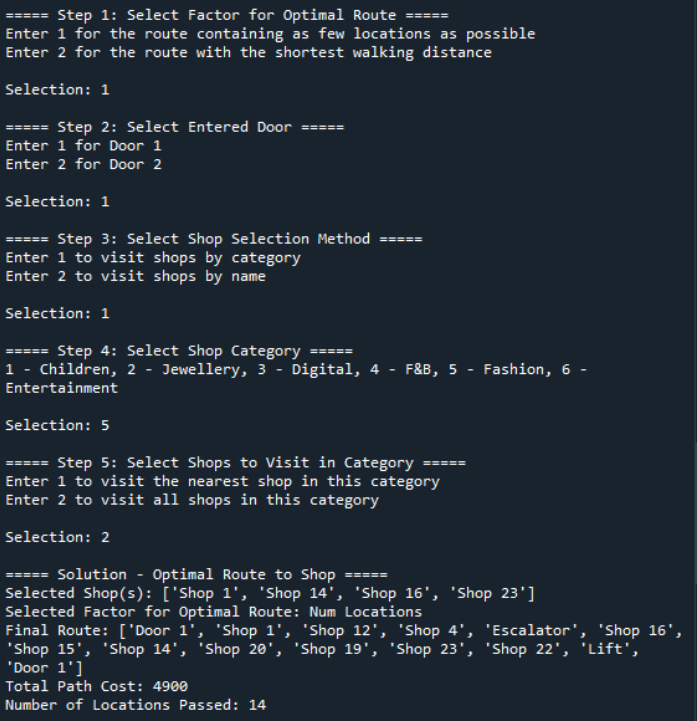 ===== Step 1: Select Factor for Optimal Route =====
Enter 1 for the route containing as few locations as possible
Enter 2 for the route with the shortest walking distance
Selection: 1
===== Step 2: Select Entered Door =====
Enter 1 for Door 1
Enter 2 for Door 2
Selection: 1
===== Step 3: Select Shop Selection Method =====
Enter 1 to visit shops by category
Enter 2 to visit shops by name
Selection: 1
===== Step 4: Select Shop Category =====
1 - Children, 2 - Jewellery, 3 - Digital, 4 - F&B, 5 - Fashion, 6 -
Entertainment
Selection: 5
===== Step 5: Select Shops to Visit in Category =====
Enter 1 to visit the nearest shop in this category
Enter 2 to visit all shops in this category
Selection: 2
===== Solution - Optimal Route to Shop =====
Selected Shop(s): ['Shop 1', 'Shop 14', 'Shop 16', 'Shop 23']
Selected Factor for Optimal Route: Num Locations
Final Route: ['Door 1', 'Shop 1', 'Shop 12', 'Shop 4', 'Escalator', 'Shop 16',
'Shop 15', 'Shop 14', 'Shop 20', 'Shop 19', 'Shop 23', 'Shop 22', 'Lift',
'Door 1']
Total Path Cost: 4900
Number of Locations Passed: 14